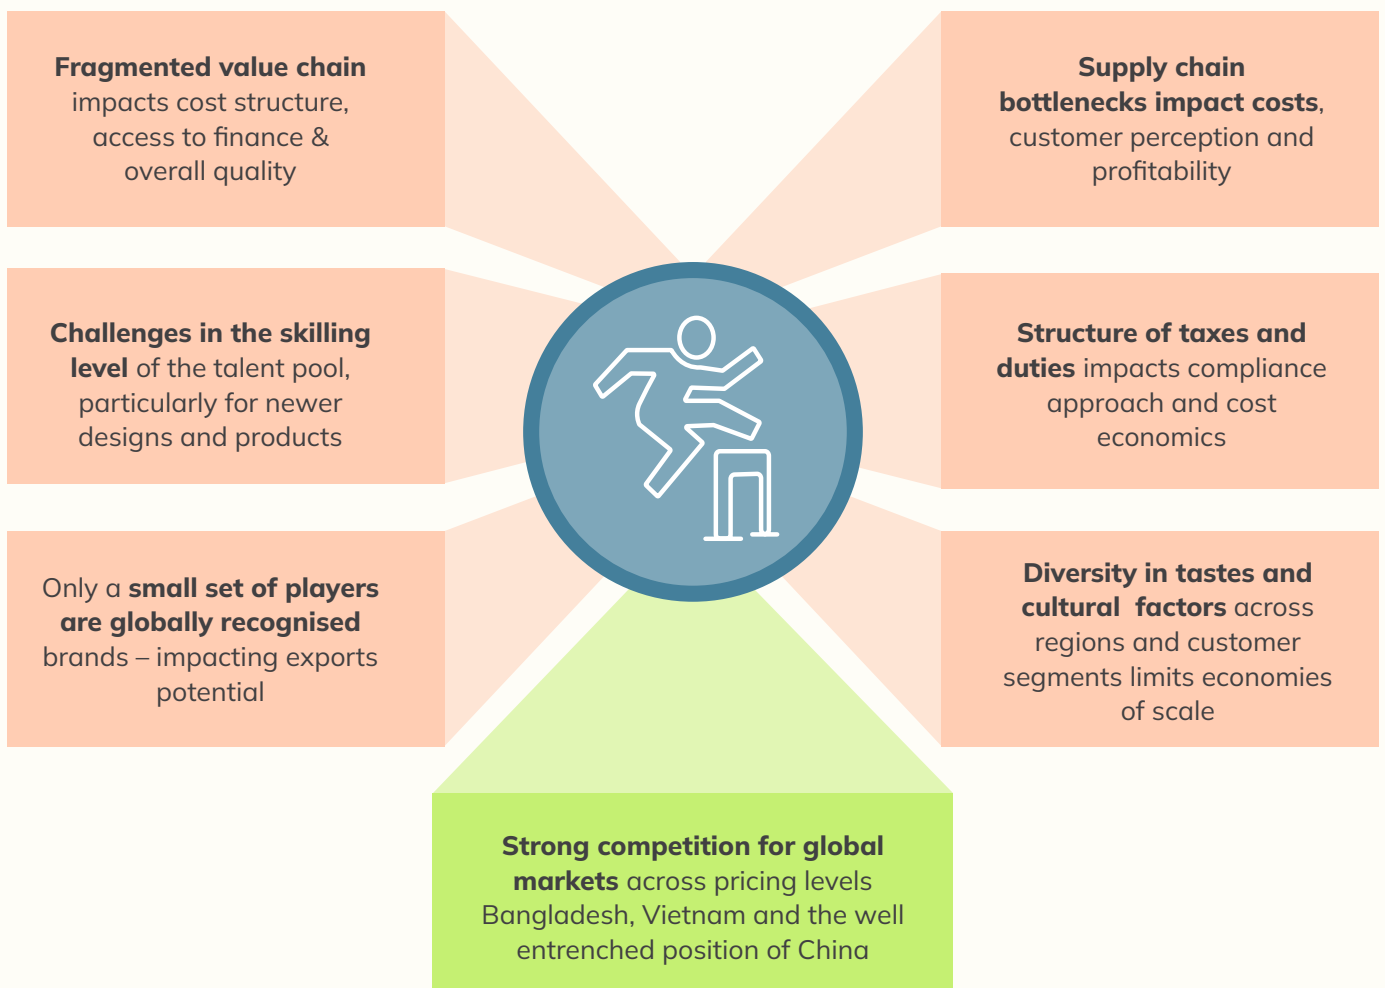 Fragmented value chain
impacts cost structure,
access to finance &
overall quality
Supply chain
bottlenecks impact costs,
customer perception and
profitability
Challenges in the skilling
level of the talent pool,
particularly for newer
designs and products
Structure of taxes and
duties impacts compliance
approach and cost
economics
Only a small set of players
are globally recognised
brands – impacting exports
potential
Diversity in tastes and
cultural  factors across
regions and customer
segments limits economies
of scale
Strong competition for global
markets across pricing levels
Bangladesh, Vietnam and the well
entrenched position of China